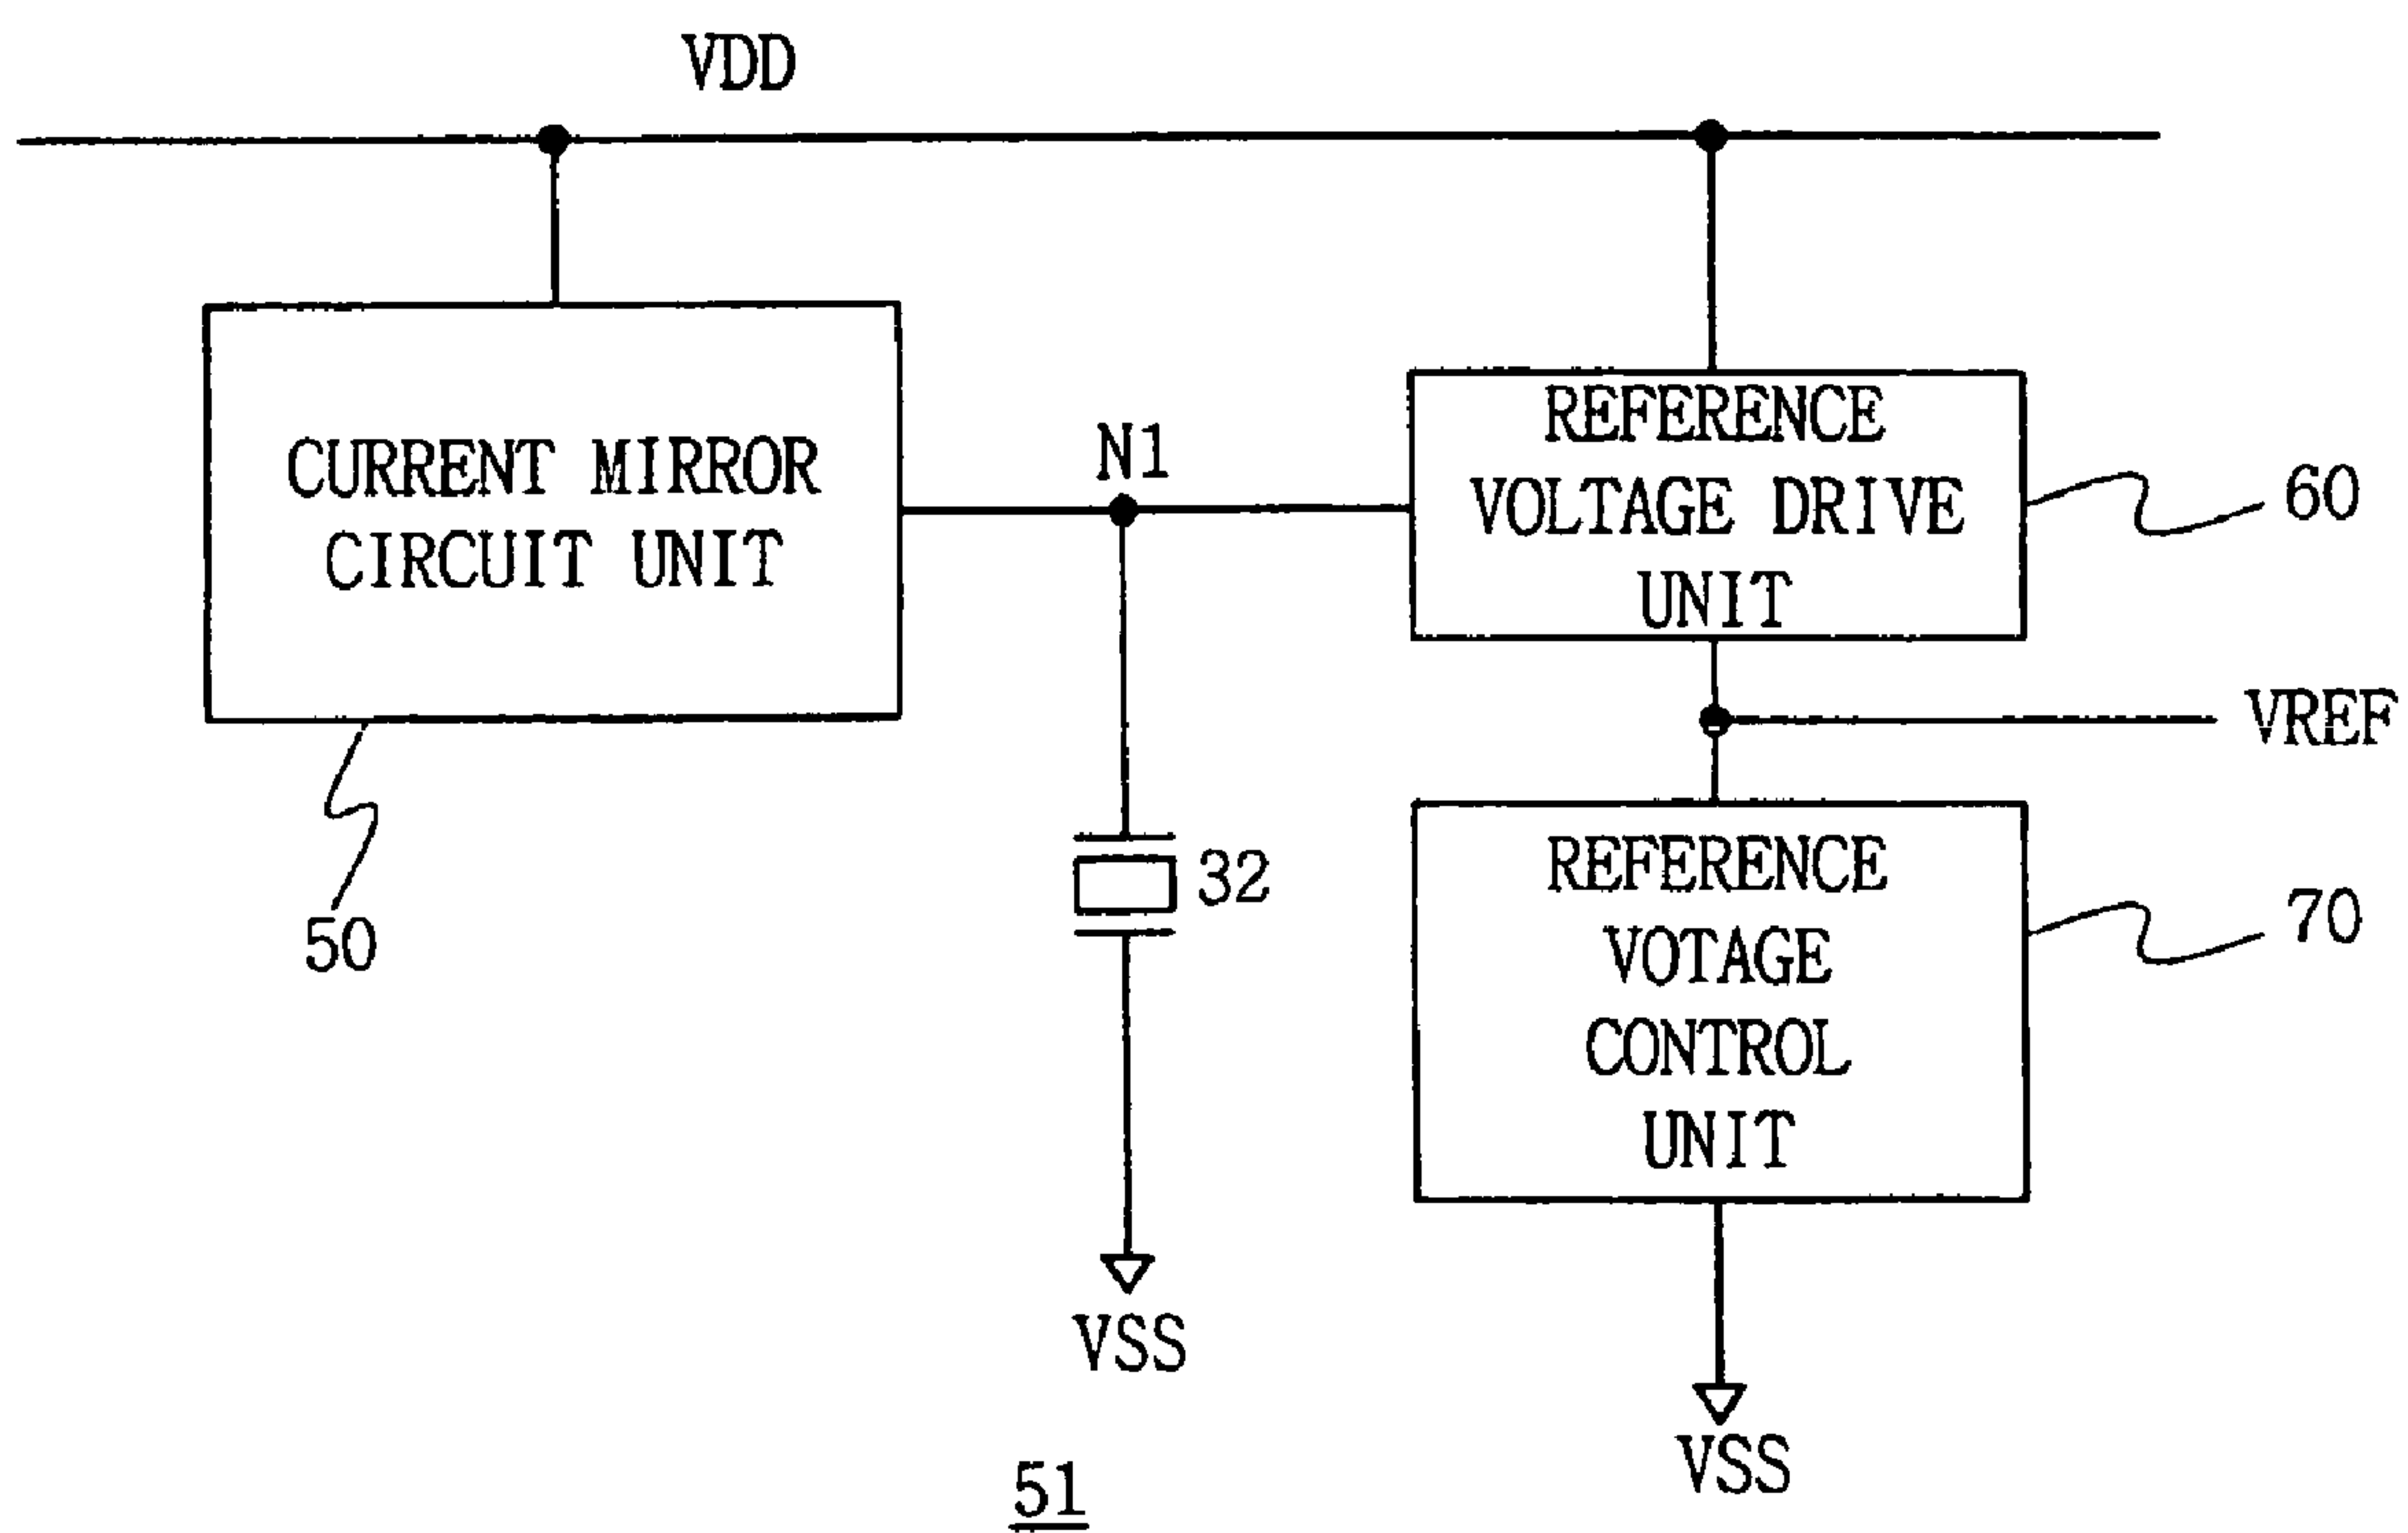 VDD
CURRENT MIRROR
CIRCUIT UNIT
50
N1
REFERENCE
VOLTAGE DRIVE
UNIT
60
VREF
32
REFERENCE
VOTAGE
CONTROL
UNIT
70
VSS
VSS
51